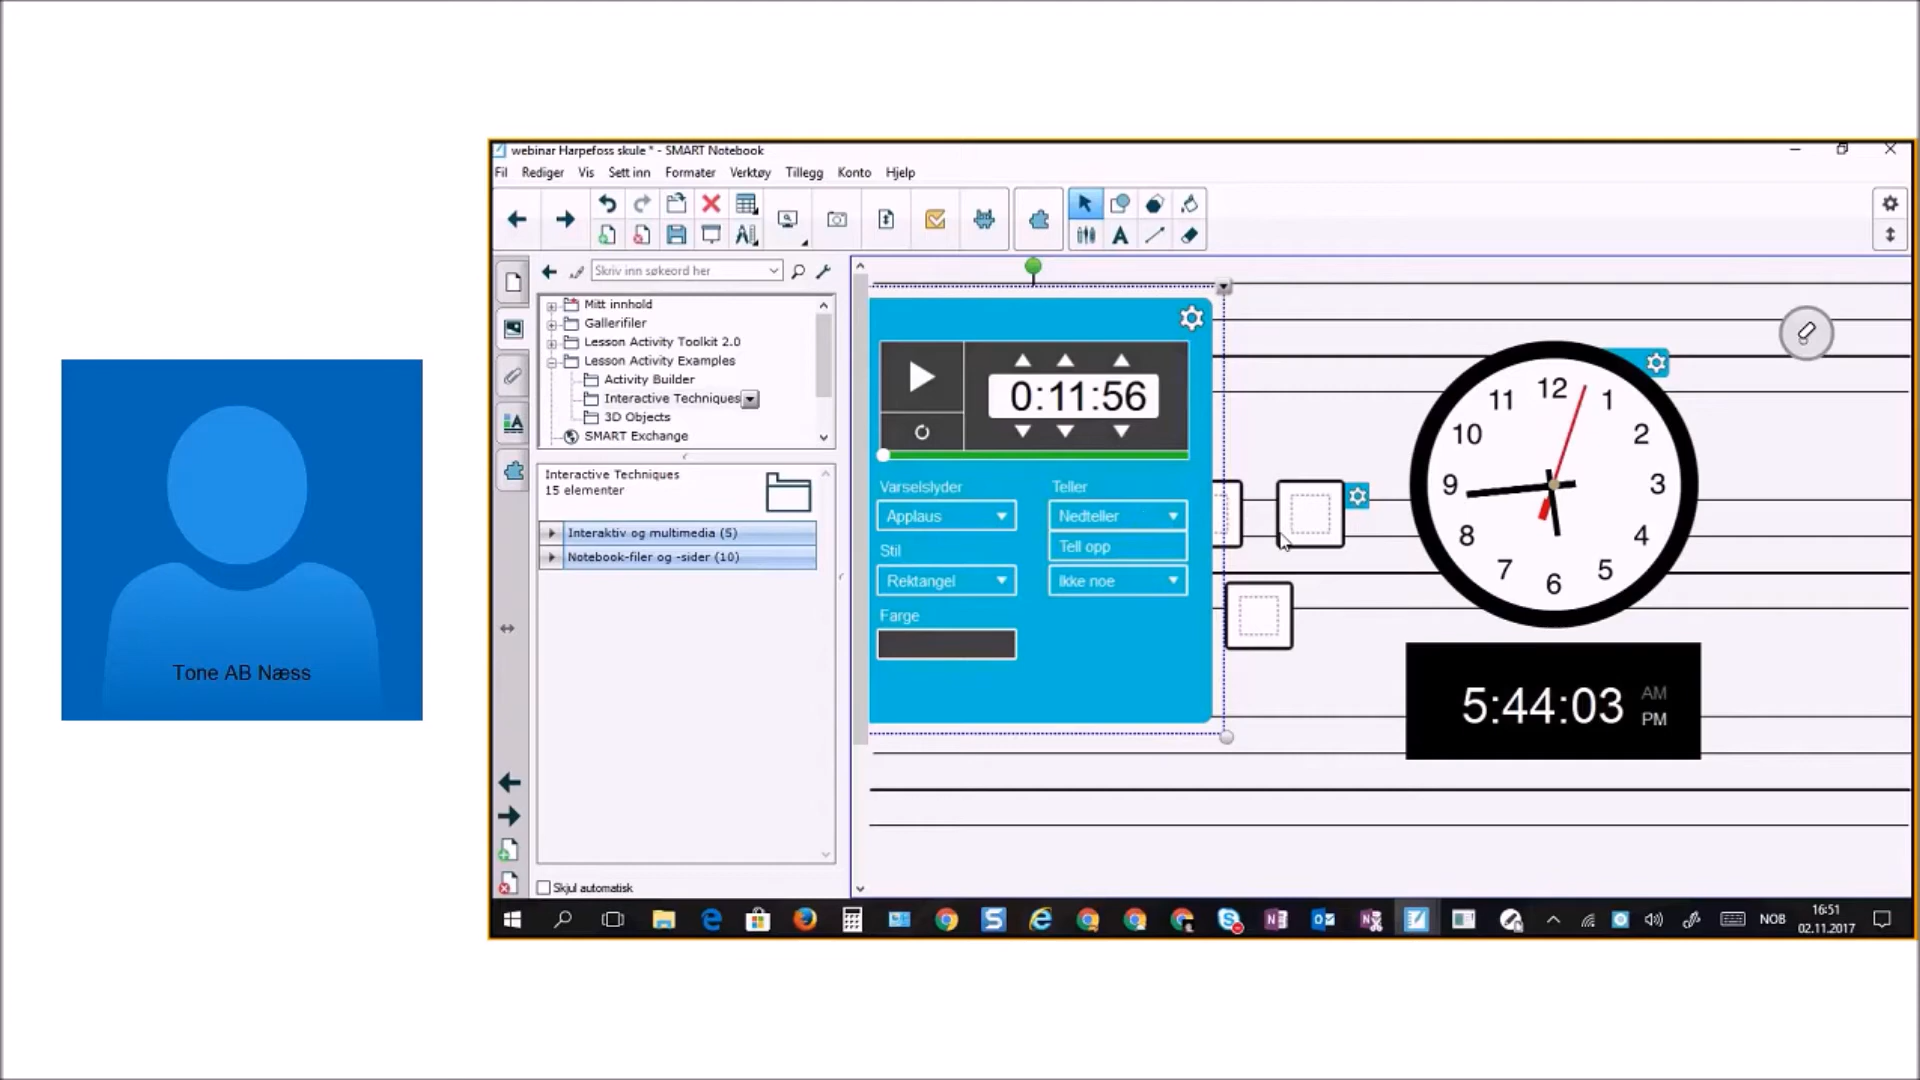 webinar Harpefoss skule * - SMART Notebook
Fil Rediger Vis Sett inn Formater Verktøy Tillegg Konto Hjelp
Skriv inn søkeord her
Mitt innhold
Gallerifiler
Lesson Activity Toolkit 2.0
Lesson Activity Examples
Activity Builder
Interactive Techniques
3D Objects
SMART Exchange
Interactive Techniques
15 elementer
Interaktiv og multimedia (5)
Notebook-filer og -sider (10)
Skjul automatisk
0:11:56
Varselslyder Teller
Applaus Nedteller
Tell opp
Stil
Rektangel Ikke noe
Farge
12
1
2
3
4
5
6
7
8
9
10
11
5:44:03 AM
PM
Tone AB Næss
NOB
16:51
02.11.2017